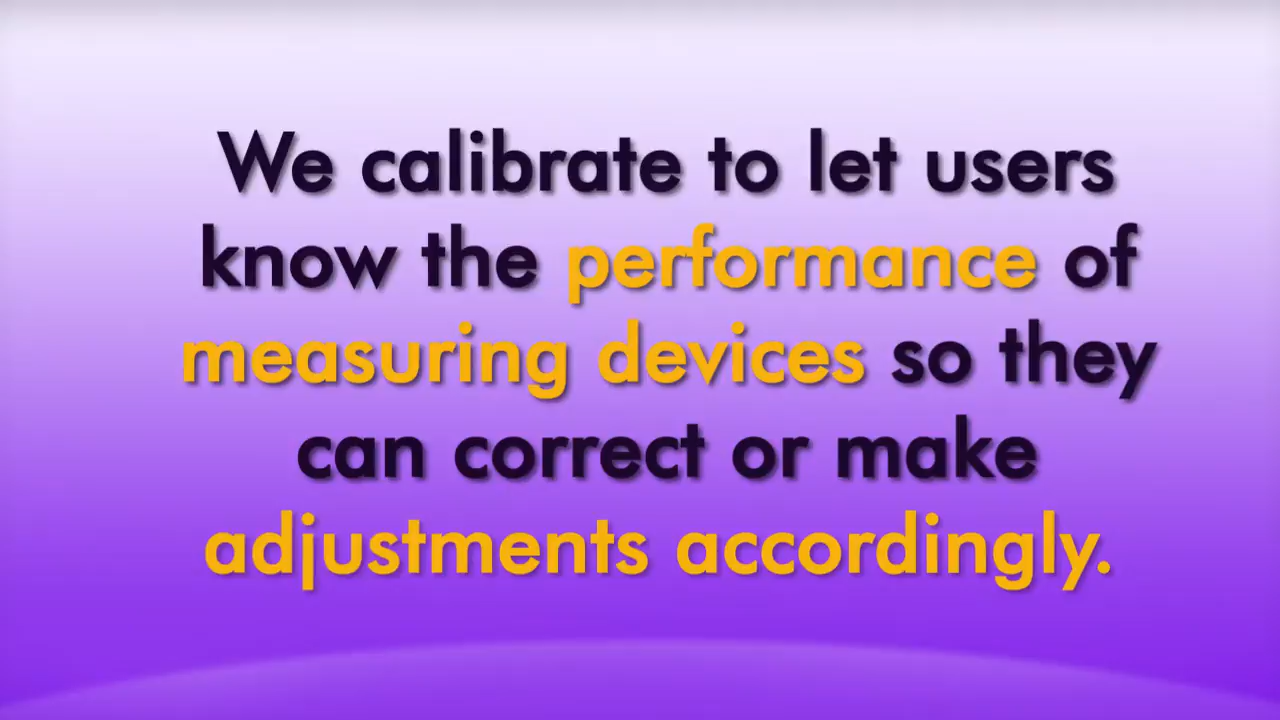 We calibrate to let users
know the performance of
measuring devices so they
can correct or make
adjustments accordingly.